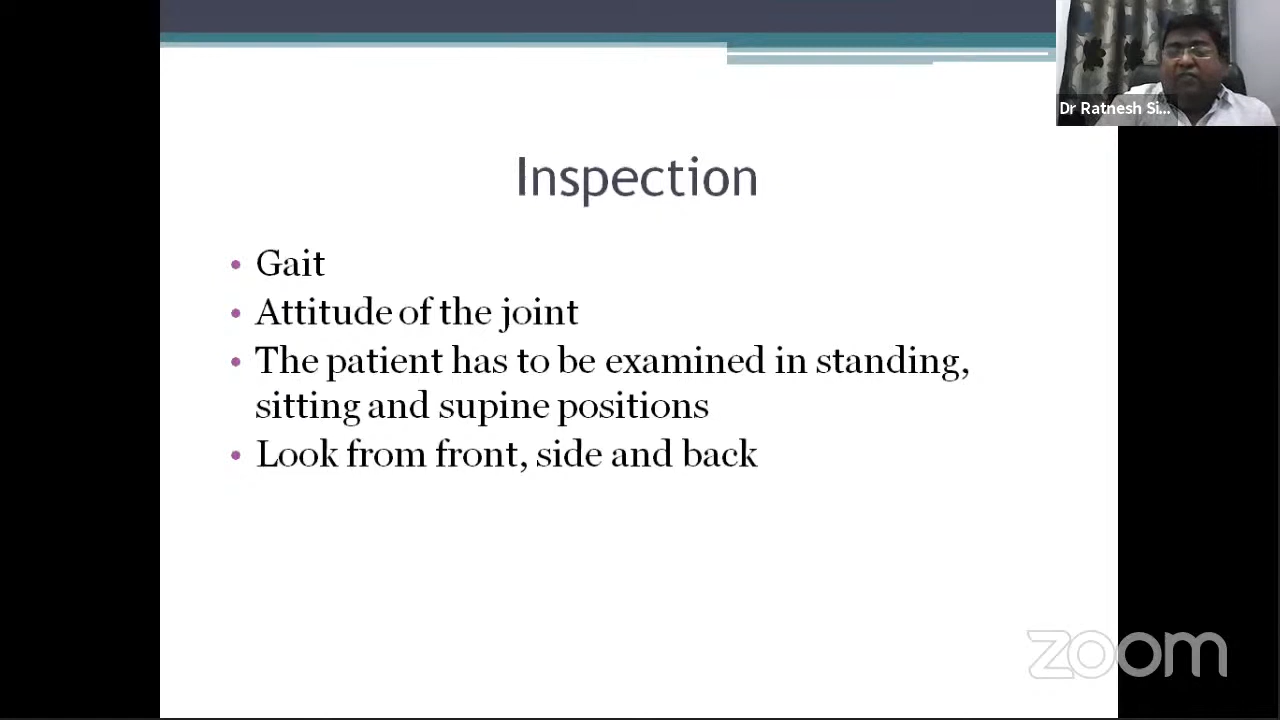 Dr Ratnesh Si...
Inspection
• Gait
• Attitude of the joint
• The patient has to be examined in standing,
sitting and supine positions
• Look from front, side and back
zoom